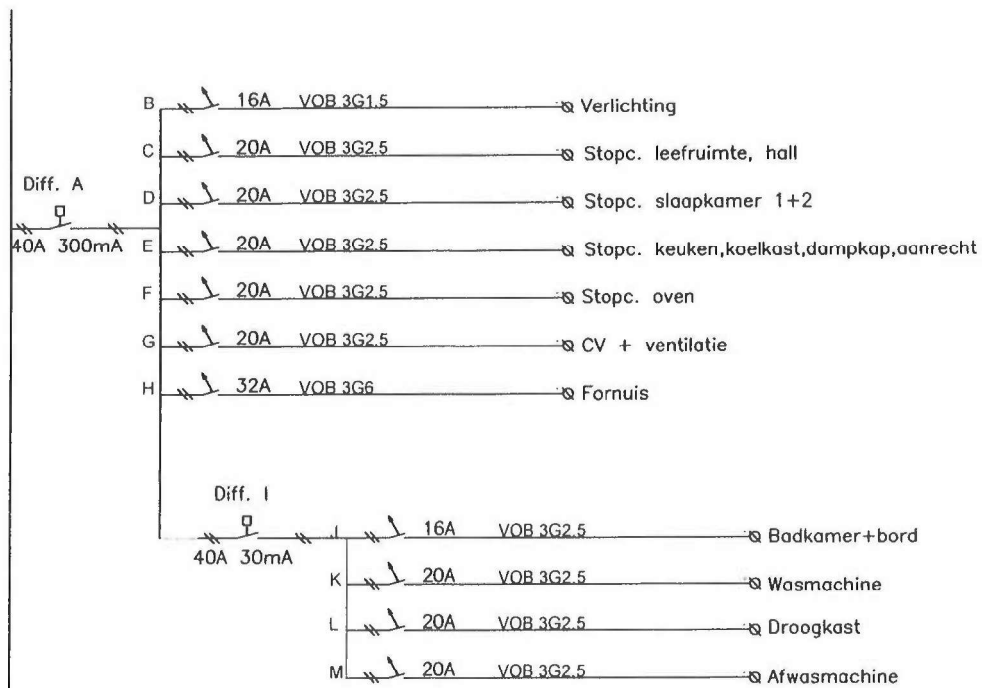 B 16A VOB 3G1.5 Verlichting
C 20A VOB 3G2.5 Stopc. leefruimte, hall
Diff. A
D 20A VOB 3G2.5 Stopc. slaapkamer 1+2
40A 300mA
E 20A VOB 3G2.5 Stopc. keuken,koelkast,dampkap,aanrecht
F 20A VOB 3G2.5 Stopc. oven
G 20A VOB 3G2.5 CV + ventilatie
H 32A VOB 3G6 Fornuis
Diff. I
J 16A VOB 3G2.5 Badkamer+bord
40A 30mA
K 20A VOB 3G2.5 Wasmachine
L 20A VOB 3G2.5 Droogkast
M 20A VOB 3G2.5 Afwasmachine